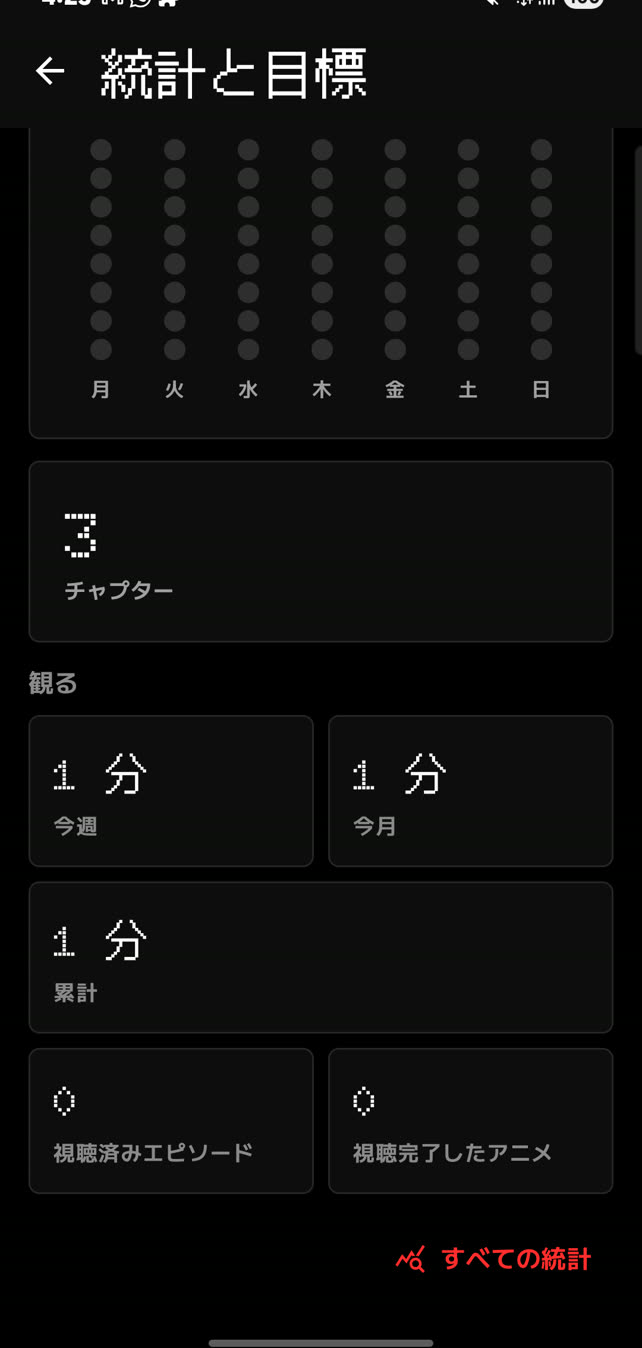 統計と目標
月 火 水 木 金 土 日
3
チャプター
観る
1 分 1 分
今週 今月
1 分
累計
0 0
視聴済みエピソード 視聴完了したアニメ
すべての統計